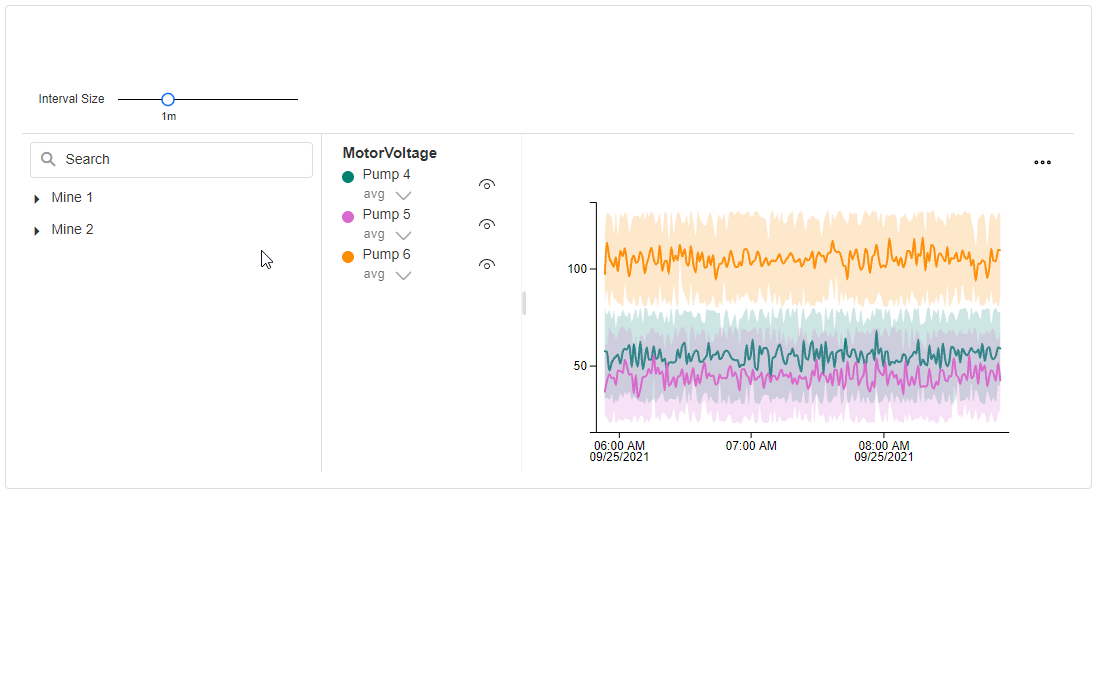 Interval Size
1m
Search
Mine 1
Mine 2
MotorVoltage
Pump 4
avg
Pump 5
avg
Pump 6
avg
100
50
06:00 AM 07:00 AM 08:00 AM
09/25/2021 09/25/2021